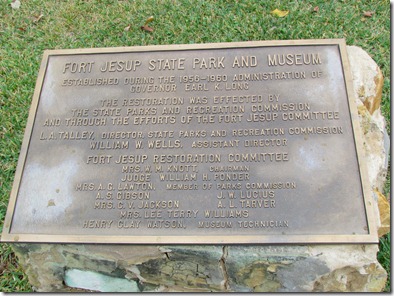 FORT JESUP STATE PARK AND MUSEUM
ESTABLISHED DURING THE 1956-1960 ADMINISTRATION OF
GOVERNOR EARL K. LONG
THE RESTORATION WAS EFFECTED BY
THE STATE PARKS AND RECREATION COMMISSION
AND THROUGH THE EFFORTS OF THE FORT JESUP COMMITTEE
L.A. TALLEY, DIRECTOR STATE PARKS AND RECREATION COMMISSION
WILLIAM W. WELLS, ASSISTANT DIRECTOR
FORT JESUP RESTORATION COMMITTEE
MRS. W. M. KNOTT CHAIRMAN
JUDGE WILLIAM H. PONDER
MRS. A.G. LAWTON, MEMBER OF PARKS COMMISSION
A. S. GIBSON J. W. LUCIUS
MRS. C. V. JACKSON A. L. TARVER
MRS. LEE TERRY WILLIAMS
HENRY CLAY WATSON, MUSEUM TECHNICIAN